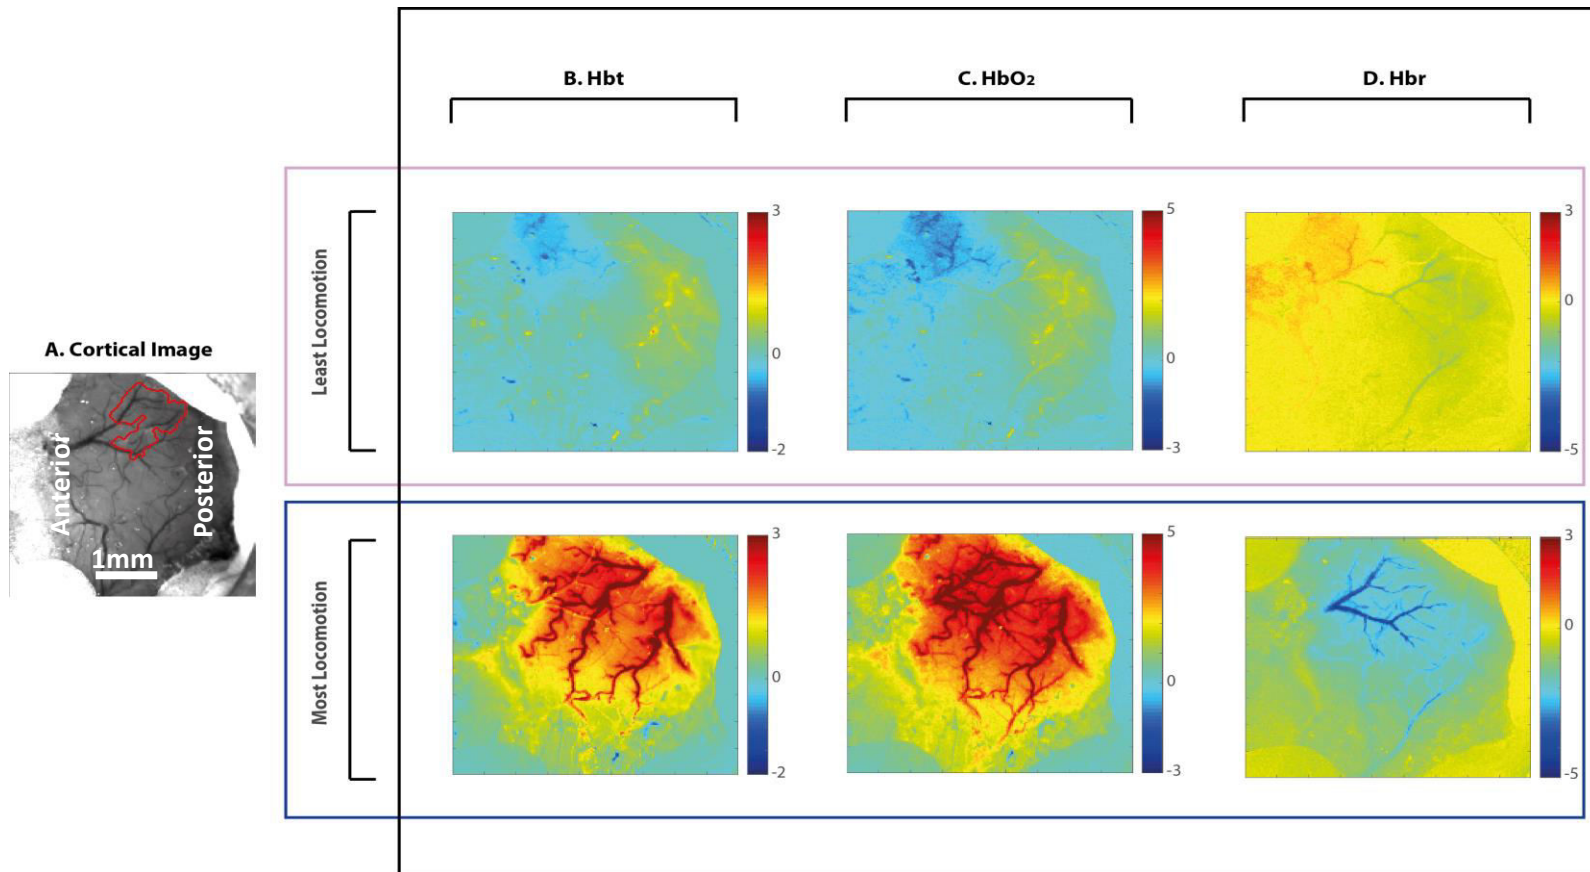 B. Hbt
C. HbO₂
D. Hbr
Least Locomotion
3
0
-2
5
0
-3
3
0
-5
A. Cortical Image
Anterior
Posterior
1mm
Most Locomotion
3
0
-2
5
0
-3
3
0
-5